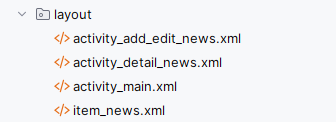 layout
activity_add_edit_news.xml
activity_detail_news.xml
activity_main.xml
item_news.xml